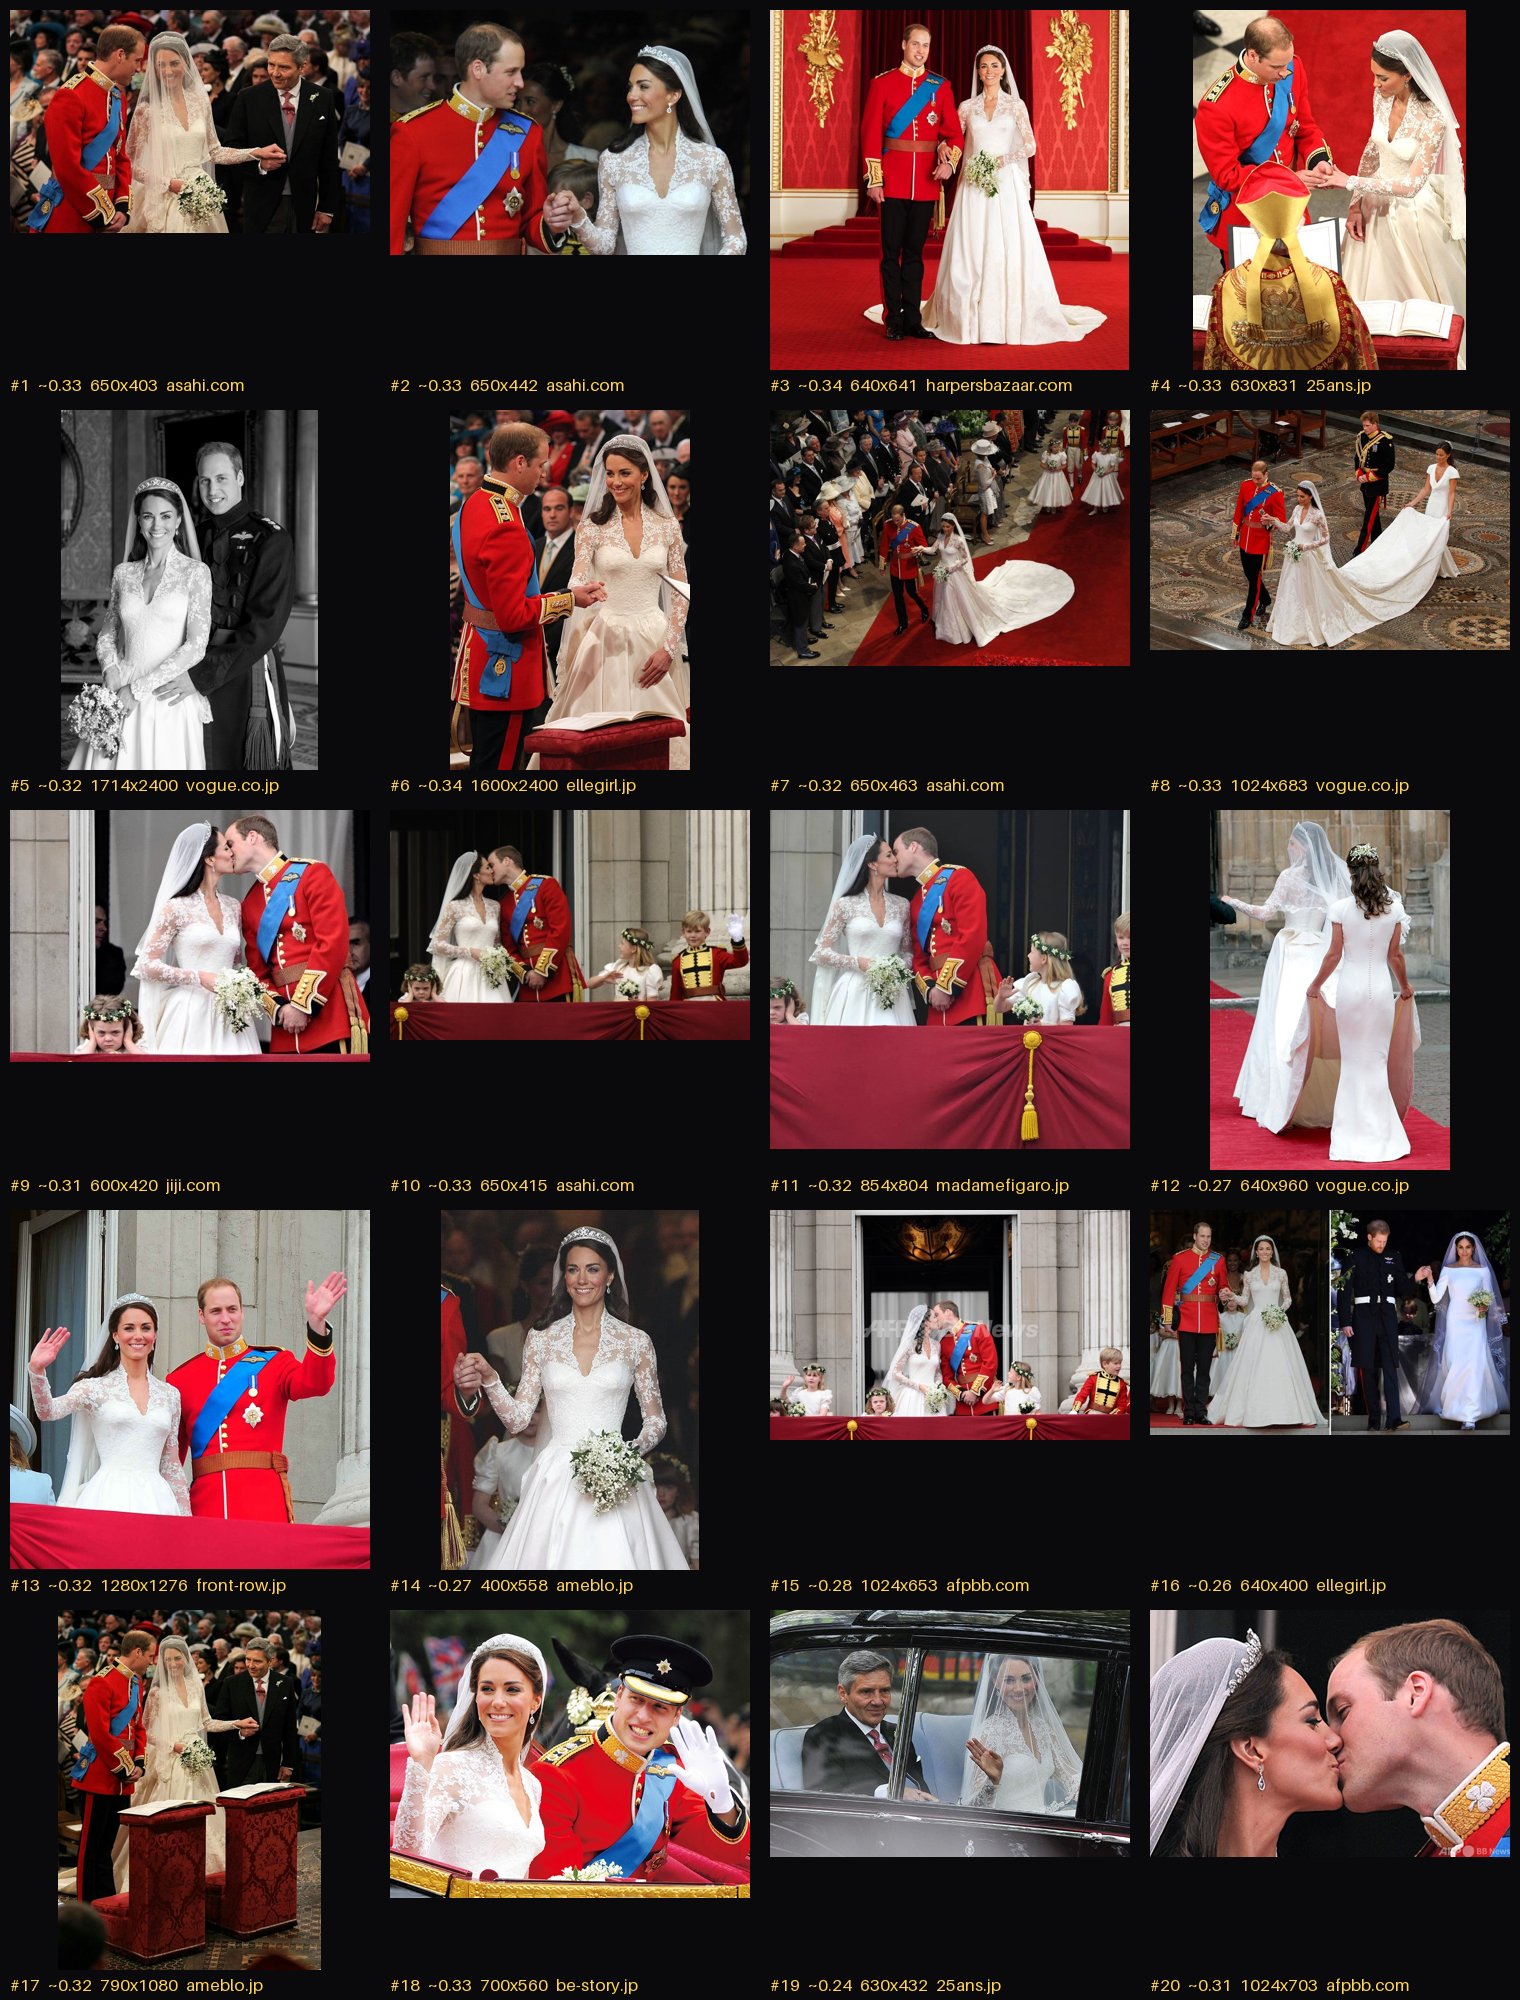 #1 ~0.33 650x403 asahi.com
#2 ~0.33 650x442 asahi.com
#3 ~0.34 640x641 harpersbazaar.com
#4 ~0.33 630x831 25ans.jp
#5 ~0.32 1714x2400 vogue.co.jp
#6 ~0.34 1600x2400 ellegirl.jp
#7 ~0.32 650x463 asahi.com
#8 ~0.33 1024x683 vogue.co.jp
#9 ~0.31 600x420 jiji.com
#10 ~0.33 650x415 asahi.com
#11 ~0.32 854x804 madamefigaro.jp
#12 ~0.27 640x960 vogue.co.jp
News
#13 ~0.32 1280x1276 front-row.jp
#14 ~0.27 400x558 ameblo.jp
#15 ~0.28 1024x653 afpbb.com
#16 ~0.26 640x400 ellegirl.jp
BB News
#17 ~0.32 790x1080 ameblo.jp
#18 ~0.33 700x560 be-story.jp
#19 ~0.24 630x432 25ans.jp
#20 ~0.31 1024x703 afpbb.com